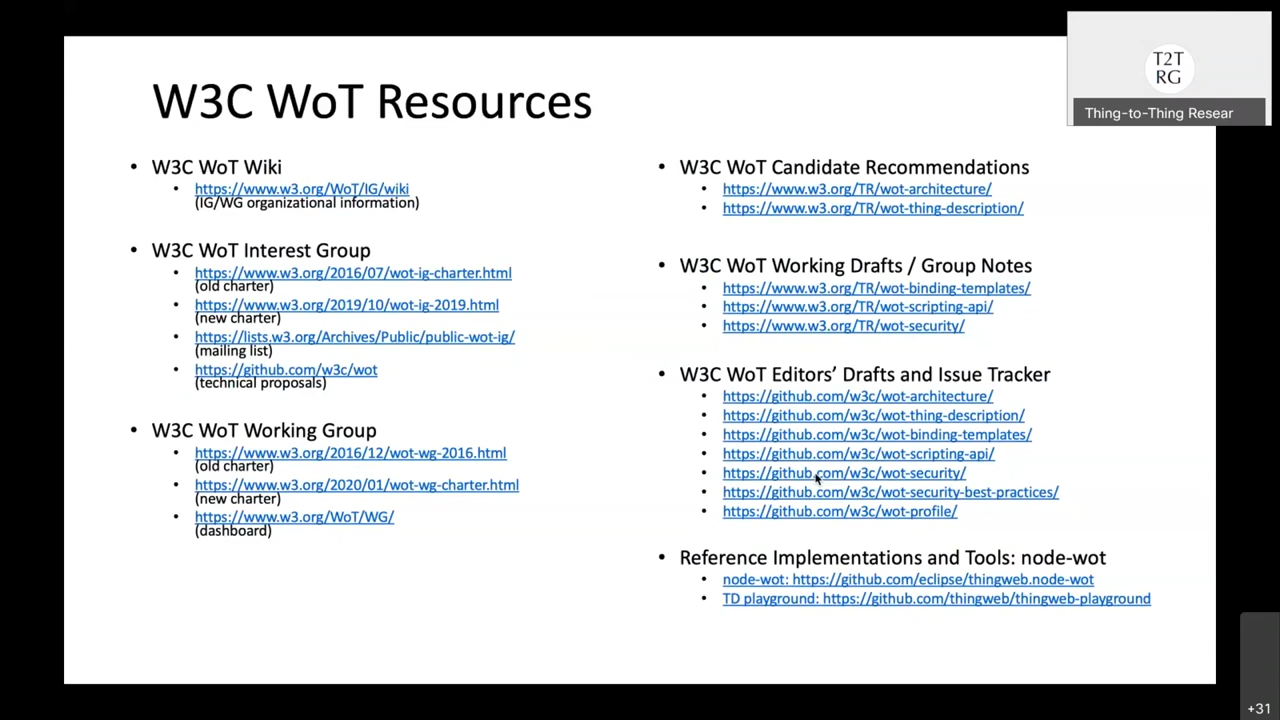 W3C WoT Resources
• W3C WoT Wiki
• https://www.w3.org/WoT/IG/wiki
(IG/WG organizational information)
• W3C WoT Interest Group
• https://www.w3.org/2016/07/wot-ig-charter.html
(old charter)
• https://www.w3.org/2019/10/wot-ig-2019.html
(new charter)
• https://lists.w3.org/Archives/Public/public-wot-ig/
(mailing list)
• https://github.com/w3c/wot
(technical proposals)
• W3C WoT Working Group
• https://www.w3.org/2016/12/wot-wg-2016.html
(old charter)
• https://www.w3.org/2020/01/wot-wg-charter.html
(new charter)
• https://www.w3.org/WoT/WG/
(dashboard)
• W3C WoT Candidate Recommendations
• https://www.w3.org/TR/wot-architecture/
• https://www.w3.org/TR/wot-thing-description/
• W3C WoT Working Drafts / Group Notes
• https://www.w3.org/TR/wot-binding-templates/
• https://www.w3.org/TR/wot-scripting-api/
• https://www.w3.org/TR/wot-security/
• W3C WoT Editors’ Drafts and Issue Tracker
• https://github.com/w3c/wot-architecture/
• https://github.com/w3c/wot-thing-description/
• https://github.com/w3c/wot-binding-templates/
• https://github.com/w3c/wot-scripting-api/
• https://github.com/w3c/wot-security/
• https://github.com/w3c/wot-security-best-practices/
• https://github.com/w3c/wot-profile/
• Reference Implementations and Tools: node-wot
• node-wot: https://github.com/eclipse/thingweb.node-wot
• TD playground: https://github.com/thingweb/thingweb-playground
T2T
RG
Thing-to-Thing Resear
+31